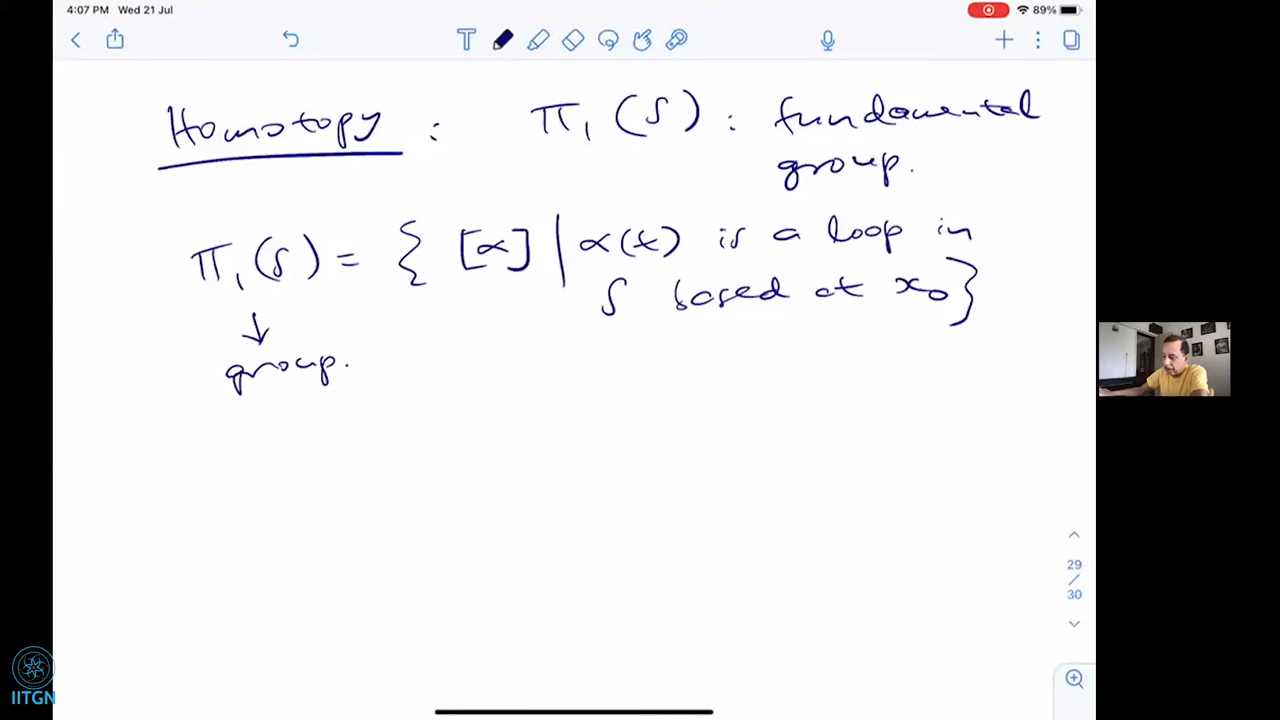 4:07 PM Wed 21 Jul
89%
Homotopy : π₁(S) : fundamental
group.
π₁(S) = { [α] | α(t) is a loop in
S based at x₀}
↓
group.
29
/
30
IITGN